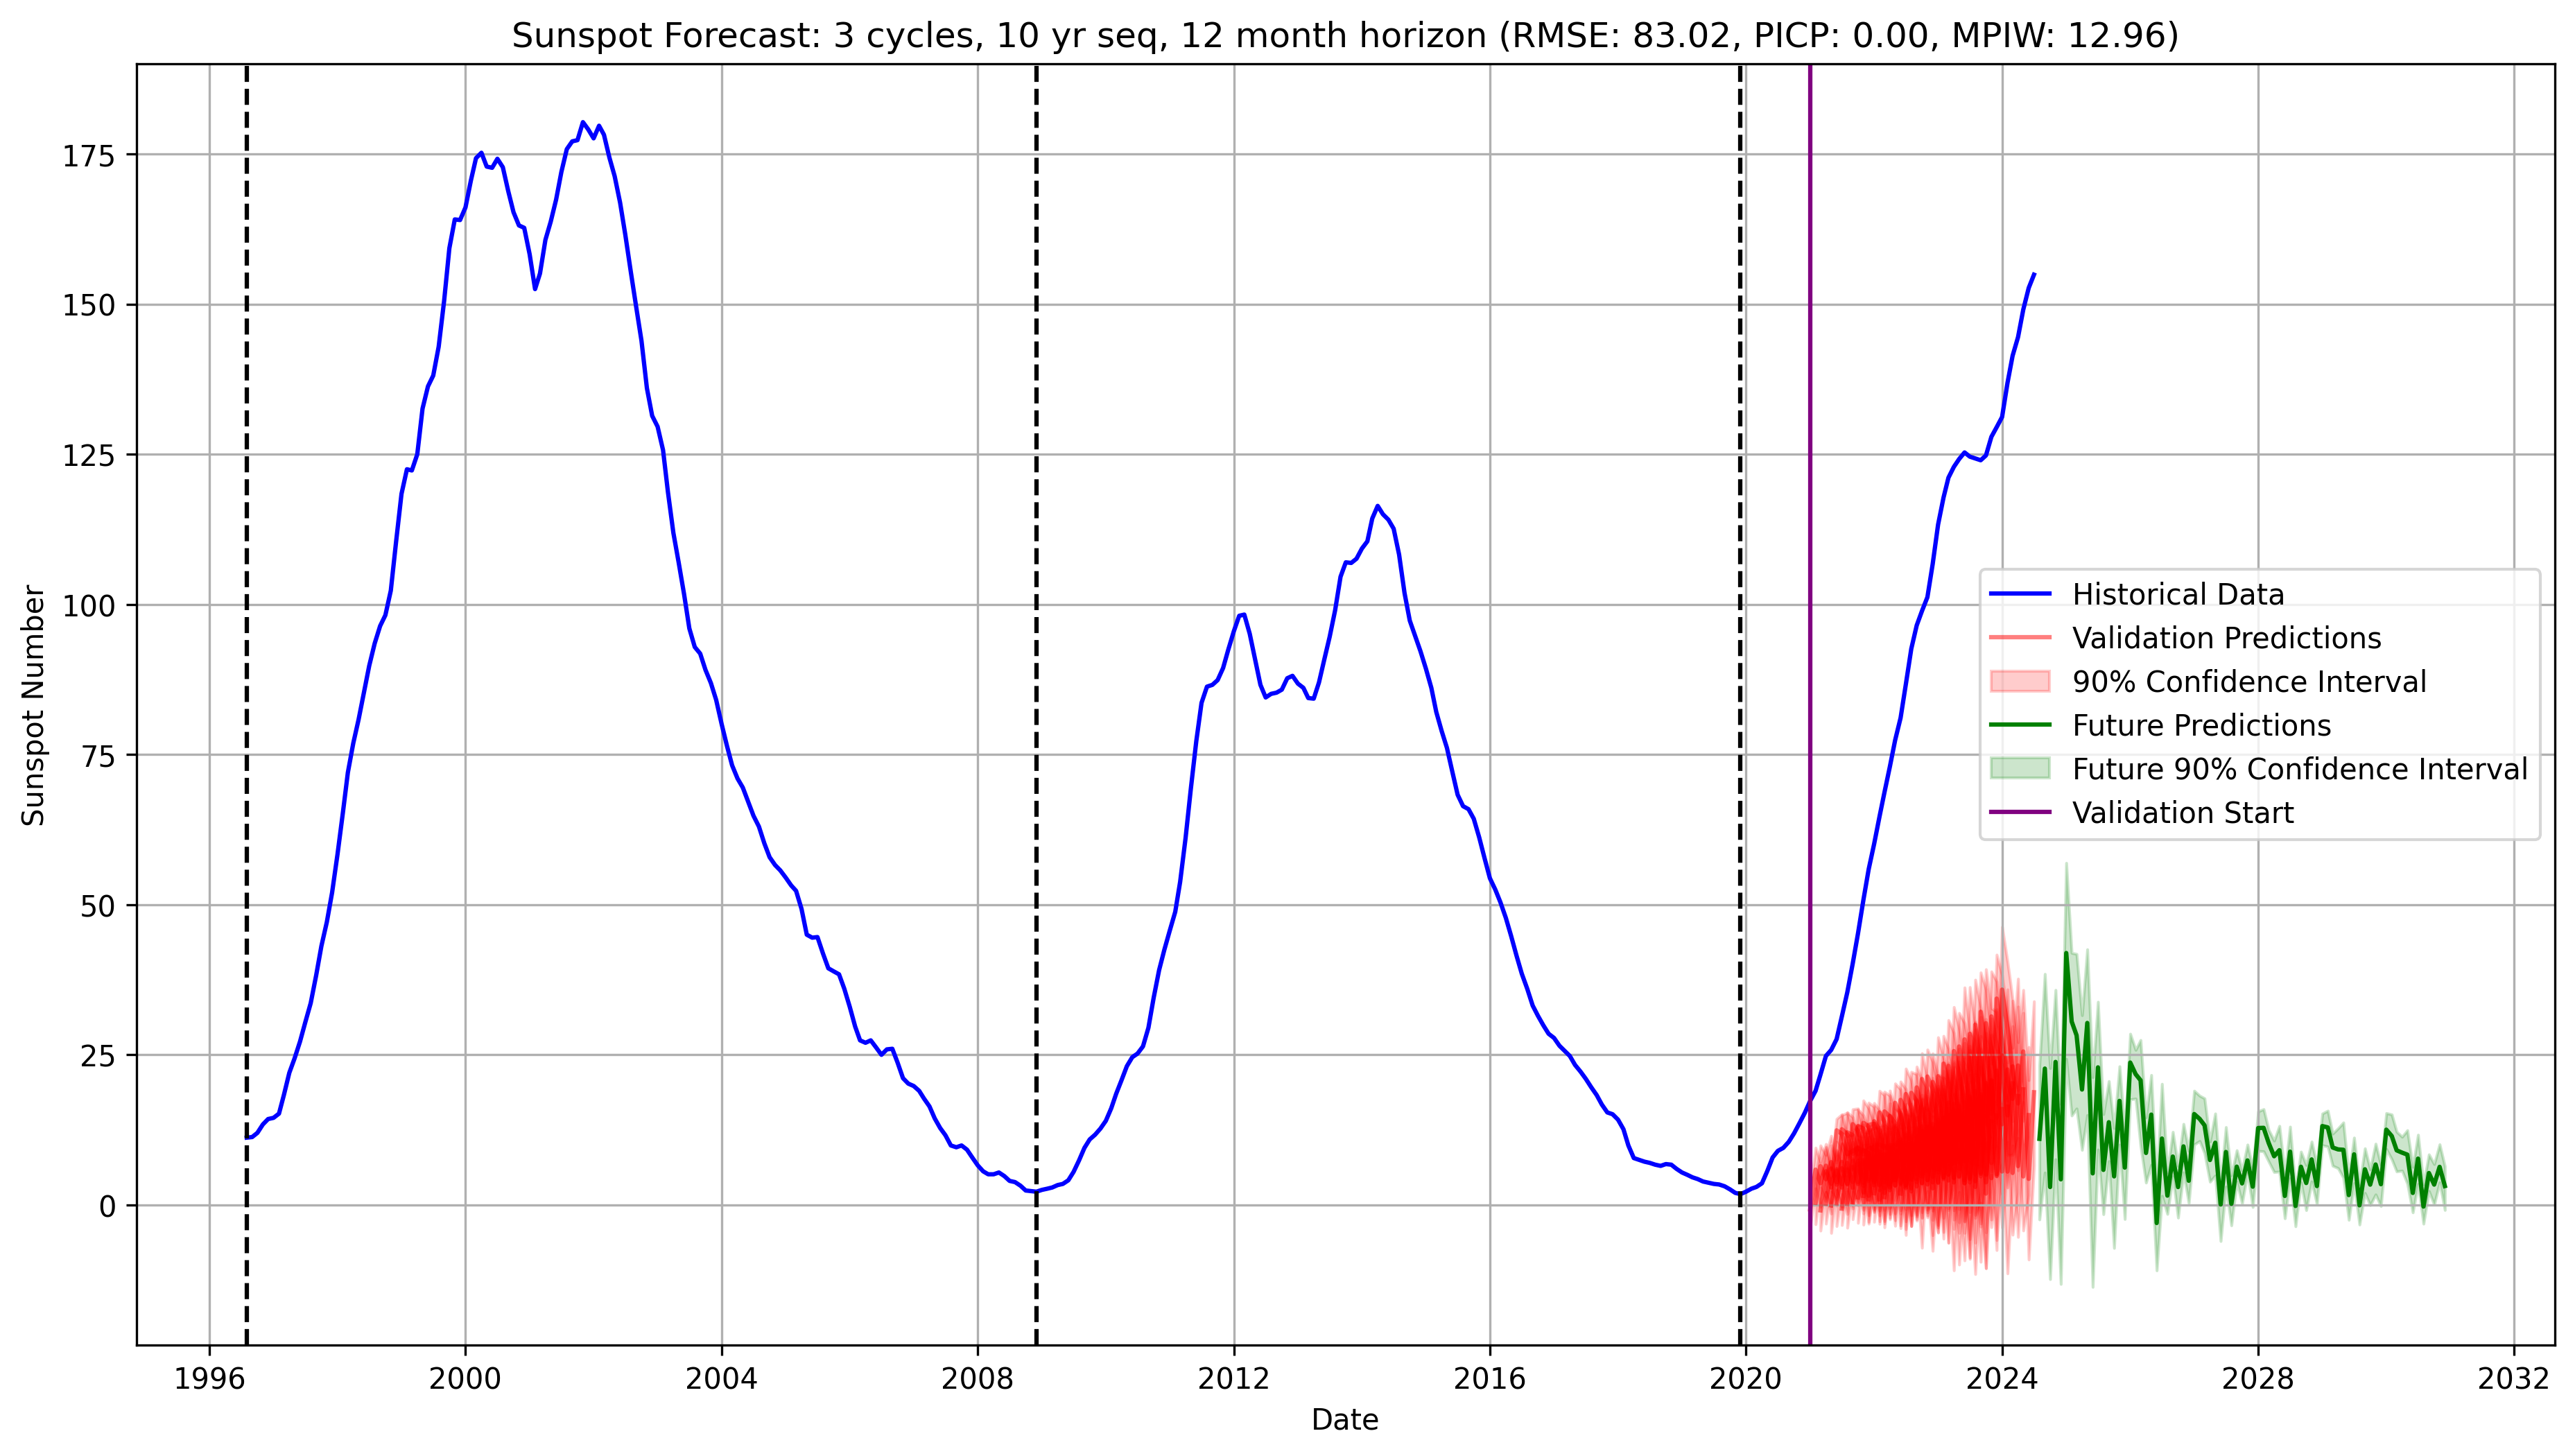 Sunspot Forecast: 3 cycles, 10 yr seq, 12 month horizon (RMSE: 83.02, PICP: 0.00, MPIW: 12.96)
Sunspot Number
175
150
125
100
75
50
25
0
Historical Data
Validation Predictions
90% Confidence Interval
Future Predictions
Future 90% Confidence Interval
Validation Start
1996 2000 2004 2008 2012 2016 2020 2024 2028 2032
Date